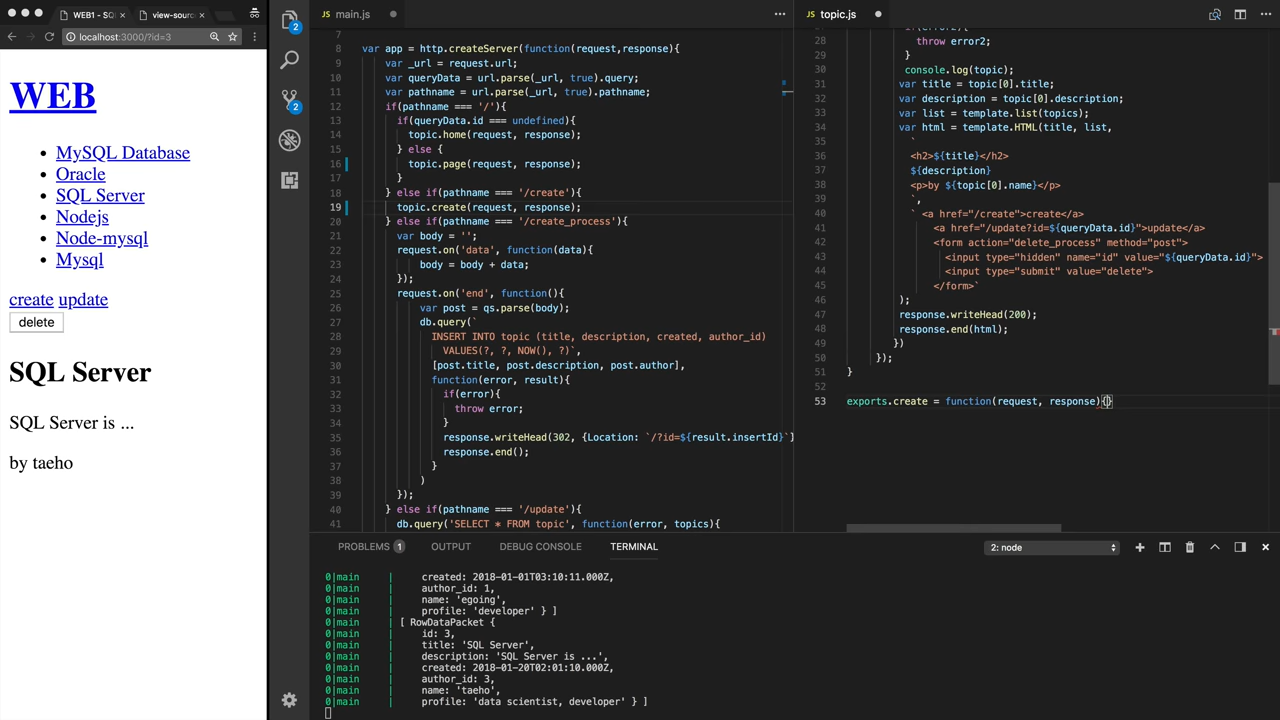 WEB1 - SQ
view-sourc
localhost:3000/?id=3
WEB
MySQL Database
Oracle
SQL Server
Nodejs
Node-mysql
Mysql
create update
delete
SQL Server
SQL Server is ...
by taeho
2
2
main.js
7
8 var app = http.createServer(function(request,response){
9 var _url = request.url;
10 var queryData = url.parse(_url, true).query;
11 var pathname = url.parse(_url, true).pathname;
12 if(pathname === '/'){
13 if(queryData.id === undefined){
14 topic.home(request, response);
15 } else {
16 topic.page(request, response);
17 }
18 } else if(pathname === '/create'){
19 topic.create(request, response);
20 } else if(pathname === '/create_process'){
21 var body = '';
22 request.on('data', function(data){
23 body = body + data;
24 });
25 request.on('end', function(){
26 var post = qs.parse(body);
27 db.query(`
28 INSERT INTO topic (title, description, created, author_id)
29 VALUES(?, ?, NOW(), ?)`,
30 [post.title, post.description, post.author],
31 function(error, result){
32 if(error){
33 throw error;
34 }
35 response.writeHead(302, {Location: `/?id=${result.insertId}`}
36 response.end();
37 }
38 )
39 });
40 } else if(pathname === '/update'){
41 db.query('SELECT * FROM topic', function(error, topics){
topic.js
28 throw error2;
29 }
30 console.log(topic);
31 var title = topic[0].title;
32 var description = topic[0].description;
33 var list = template.list(topics);
34 var html = template.HTML(title, list,
35 `
36 <h2>${title}</h2>
37 ${description}
38 <p>by ${topic[0].name}</p>
39 `,
40 ` <a href="/create">create</a>
41 <a href="/update?id=${queryData.id}">update</a>
42 <form action="delete_process" method="post">
43 <input type="hidden" name="id" value="${queryData.id}">
44 <input type="submit" value="delete">
45 </form>`
46 );
47 response.writeHead(200);
48 response.end(html);
49 })
50 });
51 }
52
53 exports.create = function(request, response){}
PROBLEMS 1 OUTPUT DEBUG CONSOLE TERMINAL 2: node
0|main | created: 2018-01-01T03:10:11.000Z,
0|main | author_id: 1,
0|main | name: 'egoing',
0|main | profile: 'developer' } ]
0|main | [ RowDataPacket {
0|main | id: 3,
0|main | title: 'SQL Server',
0|main | description: 'SQL Server is ...',
0|main | created: 2018-01-20T02:01:10.000Z,
0|main | author_id: 3,
0|main | name: 'taeho',
0|main | profile: 'data scientist, developer' } ]